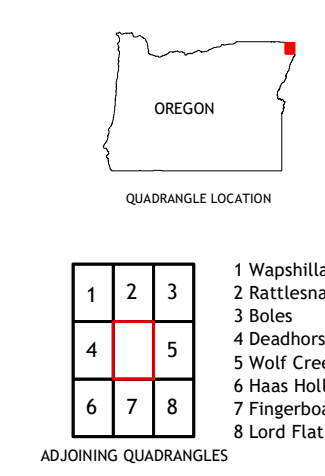 OREGON
QUADRANGLE LOCATION
1 2 3
4 5
6 7 8
1 Wapshilla
2 Rattlesna
3 Boles
4 Deadhors
5 Wolf Cree
6 Haas Holl
7 Fingerboa
8 Lord Flat
ADJOINING QUADRANGLES